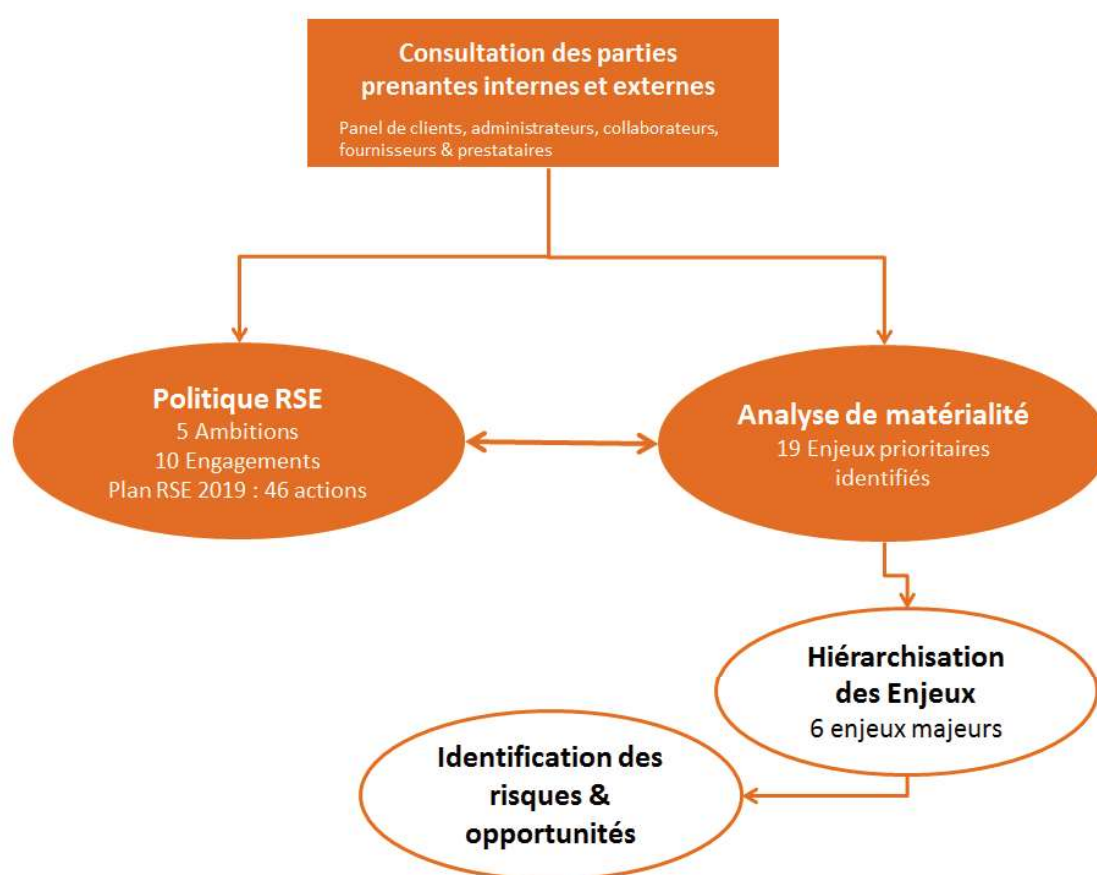 Consultation des parties
prenantes internes et externes
Panel de clients, administrateurs, collaborateurs,
fournisseurs & prestataires
Politique RSE
5 Ambitions
10 Engagements
Plan RSE 2019 : 46 actions
Analyse de matérialité
19 Enjeux prioritaires
identifiés
Hiérarchisation
des Enjeux
6 enjeux majeurs
Identification des
risques &
opportunités